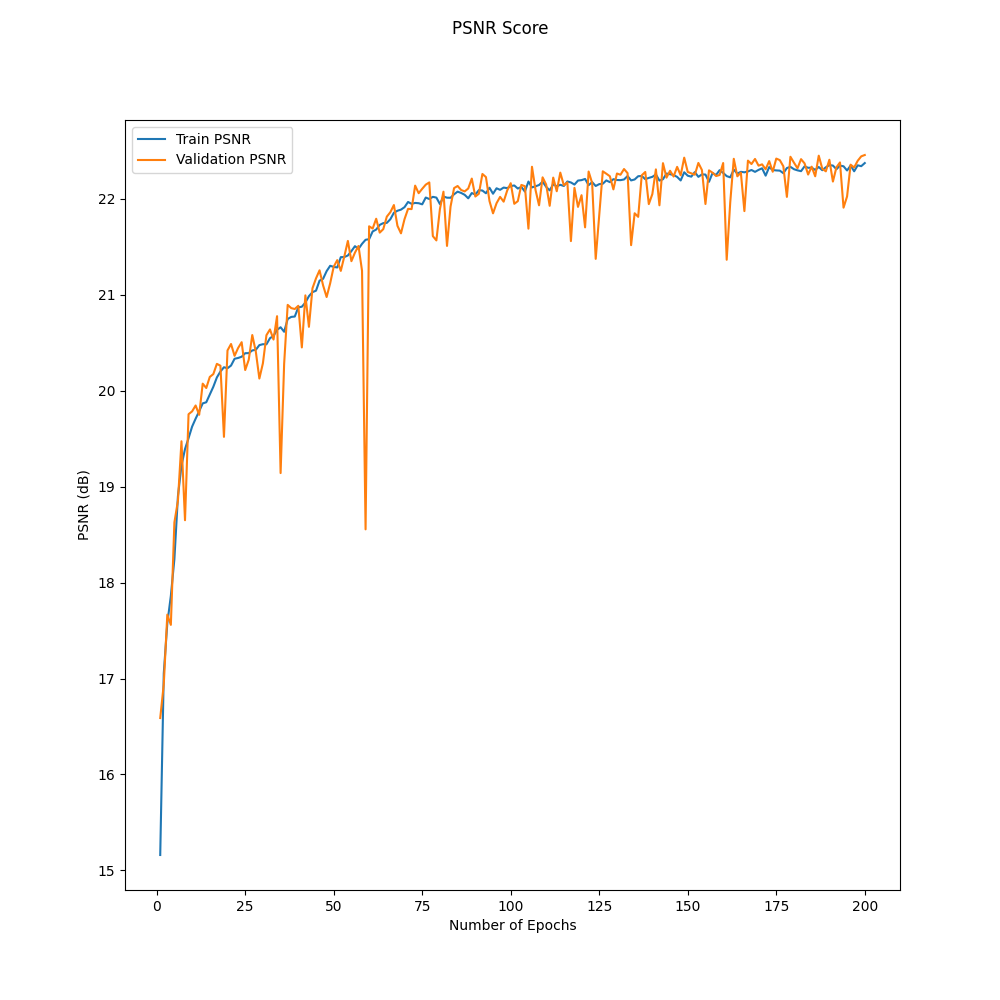 PSNR Score
Train PSNR
Validation PSNR
22
21
20
19
18
17
16
15
PSNR (dB)
0 25 50 75 100 125 150 175 200
Number of Epochs